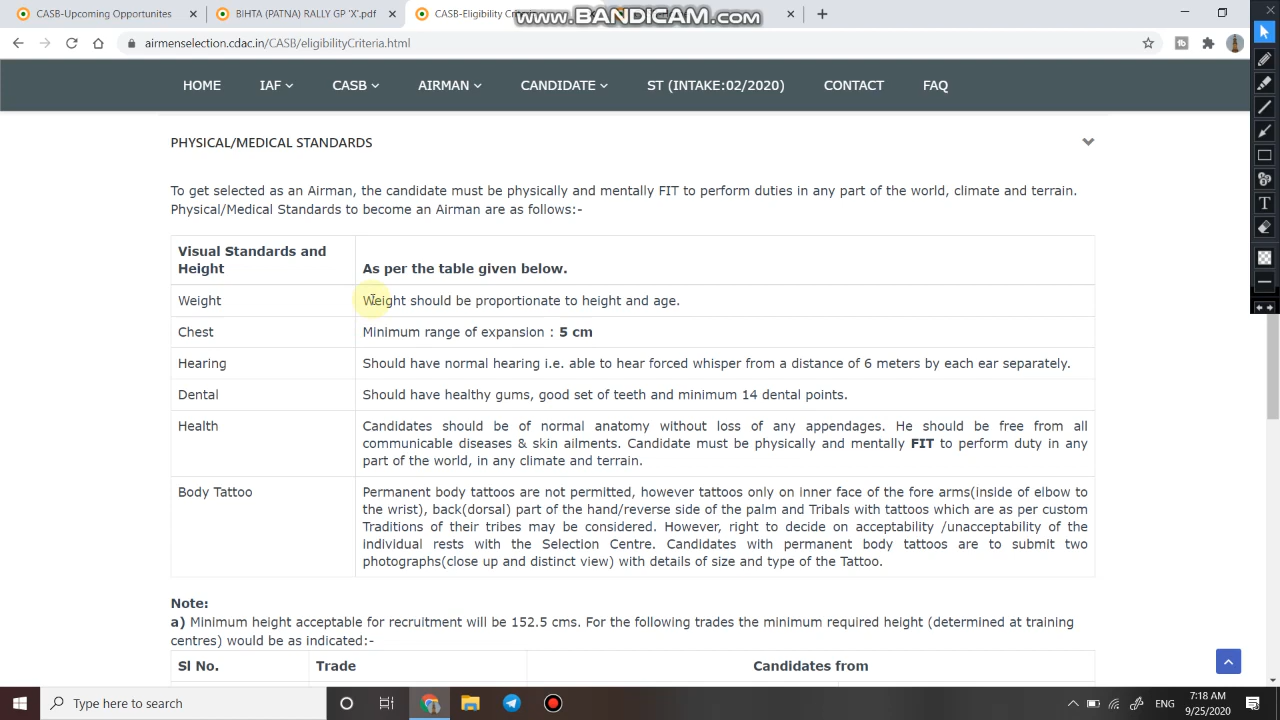 CASB-Upcoming Opportunites
BIHTA (PATNA) RALLY GP 'X'.pdf
CASB-Eligibility Cri
www.BANDICAM.com
airmenselection.cdac.in/CASB/eligibilityCriteria.html
HOME IAF CASB AIRMAN CANDIDATE ST (INTAKE:02/2020) CONTACT FAQ
PHYSICAL/MEDICAL STANDARDS
To get selected as an Airman, the candidate must be physically and mentally FIT to perform duties in any part of the world, climate and terrain.
Physical/Medical Standards to become an Airman are as follows:-
Visual Standards and
Height
As per the table given below.
Weight
Weight should be proportionate to height and age.
Chest
Minimum range of expansion : 5 cm
Hearing
Should have normal hearing i.e. able to hear forced whisper from a distance of 6 meters by each ear separately.
Dental
Should have healthy gums, good set of teeth and minimum 14 dental points.
Health
Candidates should be of normal anatomy without loss of any appendages. He should be free from all
communicable diseases & skin ailments. Candidate must be physically and mentally FIT to perform duty in any
part of the world, in any climate and terrain.
Body Tattoo
Permanent body tattoos are not permitted, however tattoos only on inner face of the fore arms(inside of elbow to
the wrist), back(dorsal) part of the hand/reverse side of the palm and Tribals with tattoos which are as per custom
Traditions of their tribes may be considered. However, right to decide on acceptability /unacceptability of the
individual rests with the Selection Centre. Candidates with permanent body tattoos are to submit two
photographs(close up and distinct view) with details of size and type of the Tattoo.
Note:
a) Minimum height acceptable for recruitment will be 152.5 cms. For the following trades the minimum required height (determined at training
centres) would be as indicated:-
Sl No. Trade Candidates from
Type here to search
ENG
7:18 AM
9/25/2020